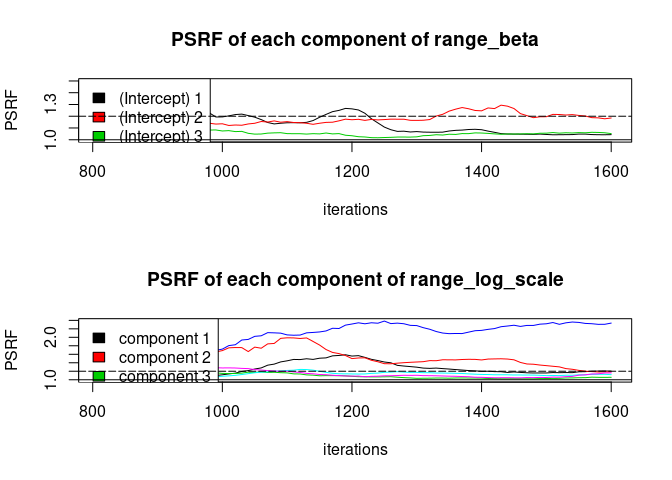 PSRF of each component of range_beta
PSRF
1.0 1.3
(Intercept) 1
(Intercept) 2
(Intercept) 3
800 1000 1200 1400 1600
iterations
PSRF of each component of range_log_scale
PSRF
1.0 2.0
component 1
component 2
component 3
800 1000 1200 1400 1600
iterations